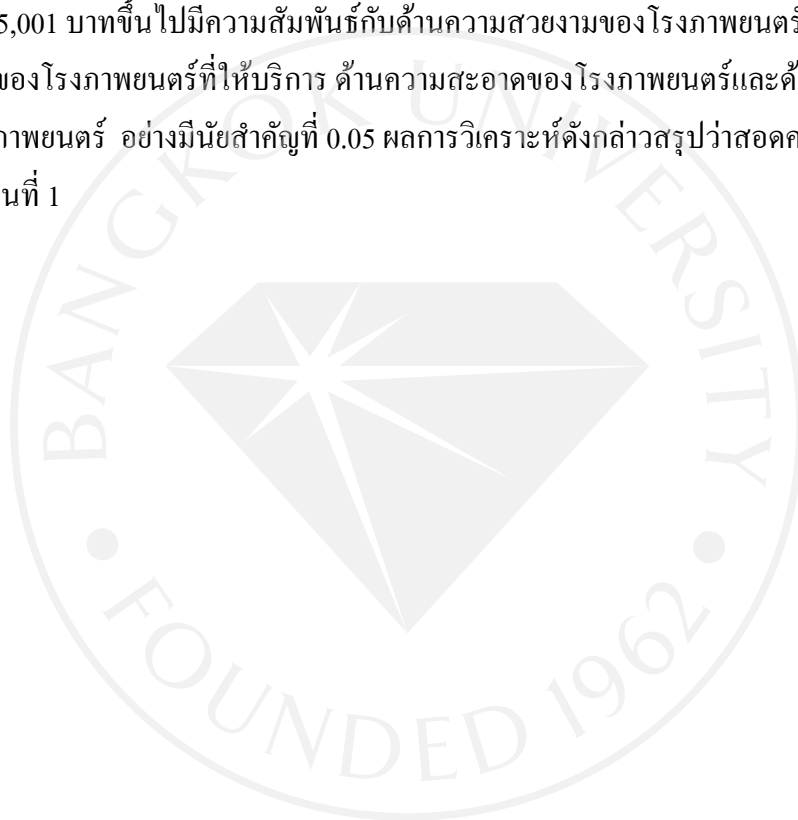 5,001 บาทขึ้นไปมีความสัมพันธ์กับด้านความสวยงามของโรงภาพยนตร์
ของโรงภาพยนตร์ที่ให้บริการ ด้านความสะอาดของโรงภาพยนตร์และด้
ภาพยนตร์ อย่างมีนัยสำคัญที่ 0.05 ผลการวิเคราะห์ดังกล่าวสรุปว่าสอดค
นที่ 1
BANGKOK UNIVERSITY
FOUNDED 1962